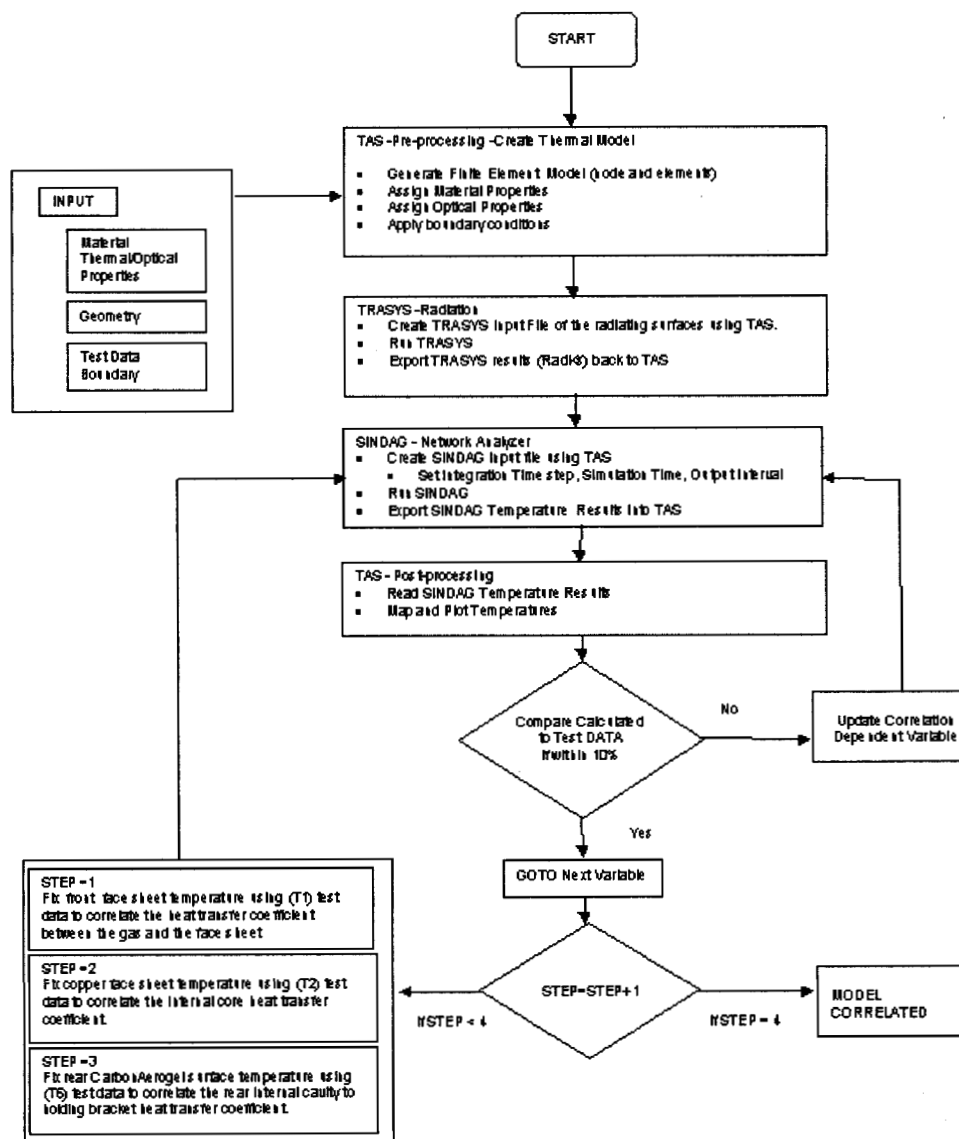 START
TAS -Pre-processing -Create Thermal Model
▪ Generate Finite Element Model (node and elements)
▪ Assign Material Properties
▪ Assign Optical Properties
▪ Apply boundary conditions
INPUT
Material
Thermal/Optical
Properties
Geometry
Test Data
Boundary
TRASYS -Radiation
▪ Create TRASYS Input File of the radiating surfaces using TAS.
▪ Run TRASYS
▪ Export TRASYS results (Radks) back to TAS
SINDAG - Network Analyzer
▪ Create SINDAG Input file using TAS
▪ Set Integration Time step, Simulation Time, Output Interval
▪ Run SINDAG
▪ Export SINDAG Temperature Results Into TAS
TAS - Post-processing
▪ Read SINDAG Temperature Results
▪ Map and Plot Temperatures
Compare Calculated
to Test DATA
If within 10%
No
Update Correlation
Dependent Variable
Yes
GOTO Next Variable
STEP=STEP+1
If STEP < 4
If STEP = 4
MODEL
CORRELATED
STEP =1
Fix front face sheet temperature using (T1) test
data to correlate the heat transfer coefficient
between the gas and the face sheet
STEP =2
Fix copper face sheet temperature using (T2) test
data to correlate the internal core heat transfer
coefficient.
STEP =3
Fix rear Carbon Aerogel surface temperature using
(T5) test data to correlate the rear internal cavity to
holding bracket heat transfer coefficient.